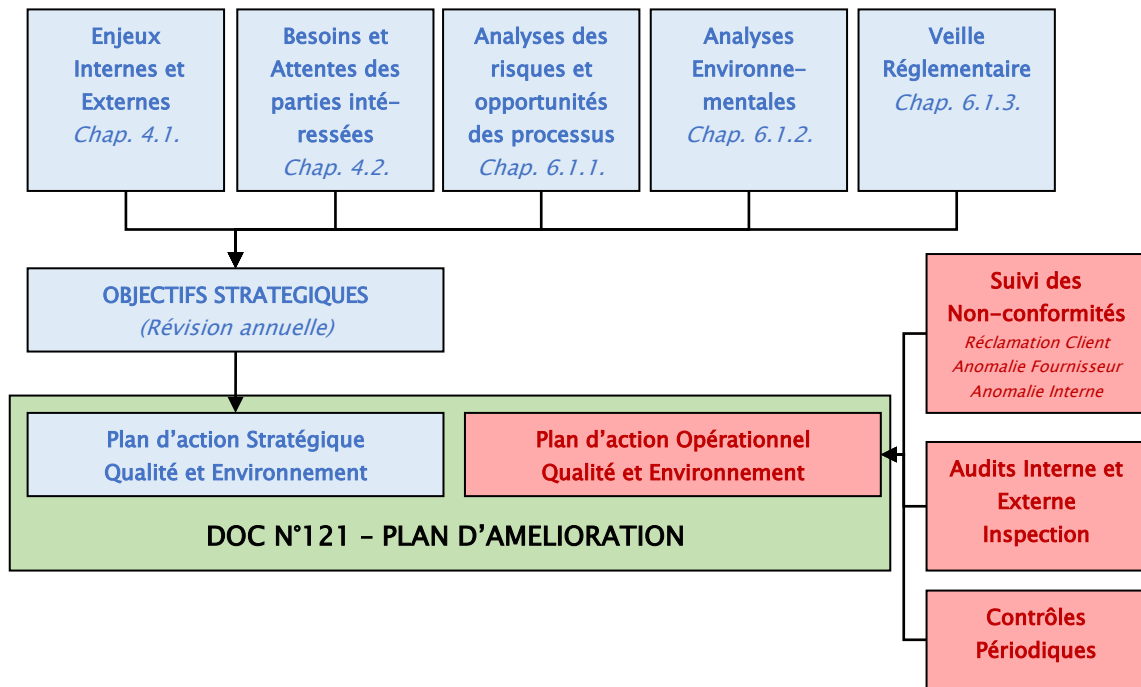 Enjeux
Internes et
Externes
Chap. 4.1.
Besoins et
Attentes des
parties inté-
ressées
Chap. 4.2.
Analyses des
risques et
opportunités
des processus
Chap. 6.1.1.
Analyses
Environne-
mentales
Chap. 6.1.2.
Veille
Réglementaire
Chap. 6.1.3.
OBJECTIFS STRATEGIQUES
(Révision annuelle)
Suivi des
Non-conformités
Réclamation Client
Anomalie Fournisseur
Anomalie Interne
Plan d'action Stratégique
Qualité et Environnement
Plan d'action Opérationnel
Qualité et Environnement
DOC N°121 – PLAN D'AMELIORATION
Audits Interne et
Externe
Inspection
Contrôles
Périodiques